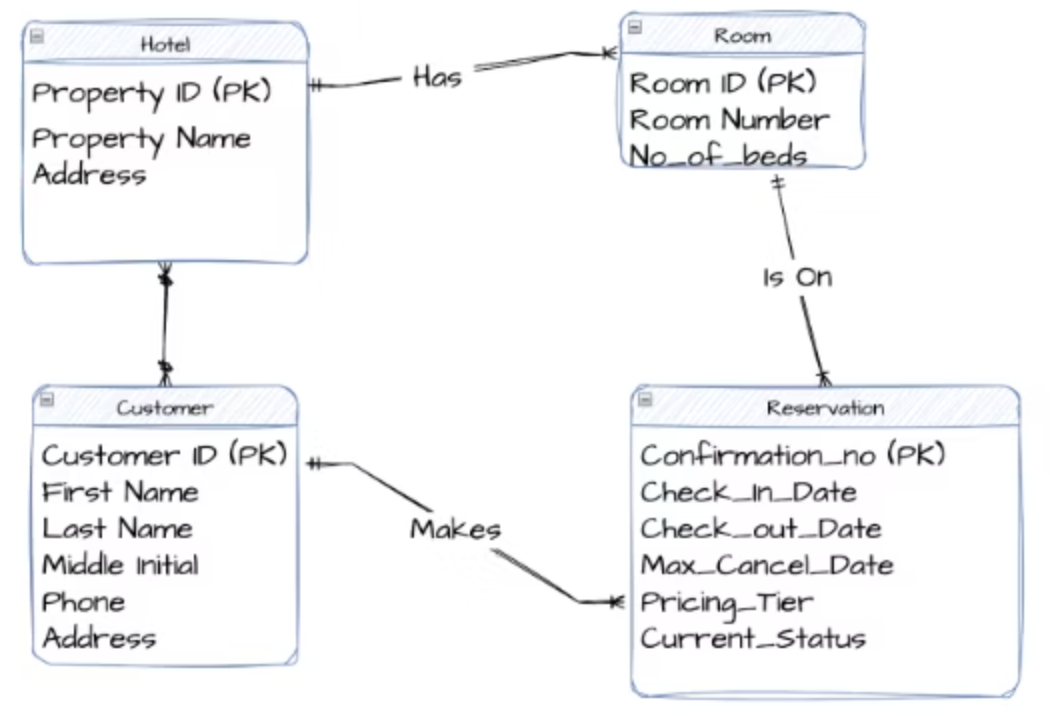 Hotel
Property ID (PK)
Property Name
Address
Has
Room
Room ID (PK)
Room Number
No_of_beds
Is On
Customer
Customer ID (PK)
First Name
Last Name
Middle Initial
Phone
Address
Makes
Reservation
Confirmation_no (PK)
Check_In_Date
Check_out_Date
Max_Cancel_Date
Pricing_Tier
Current_Status